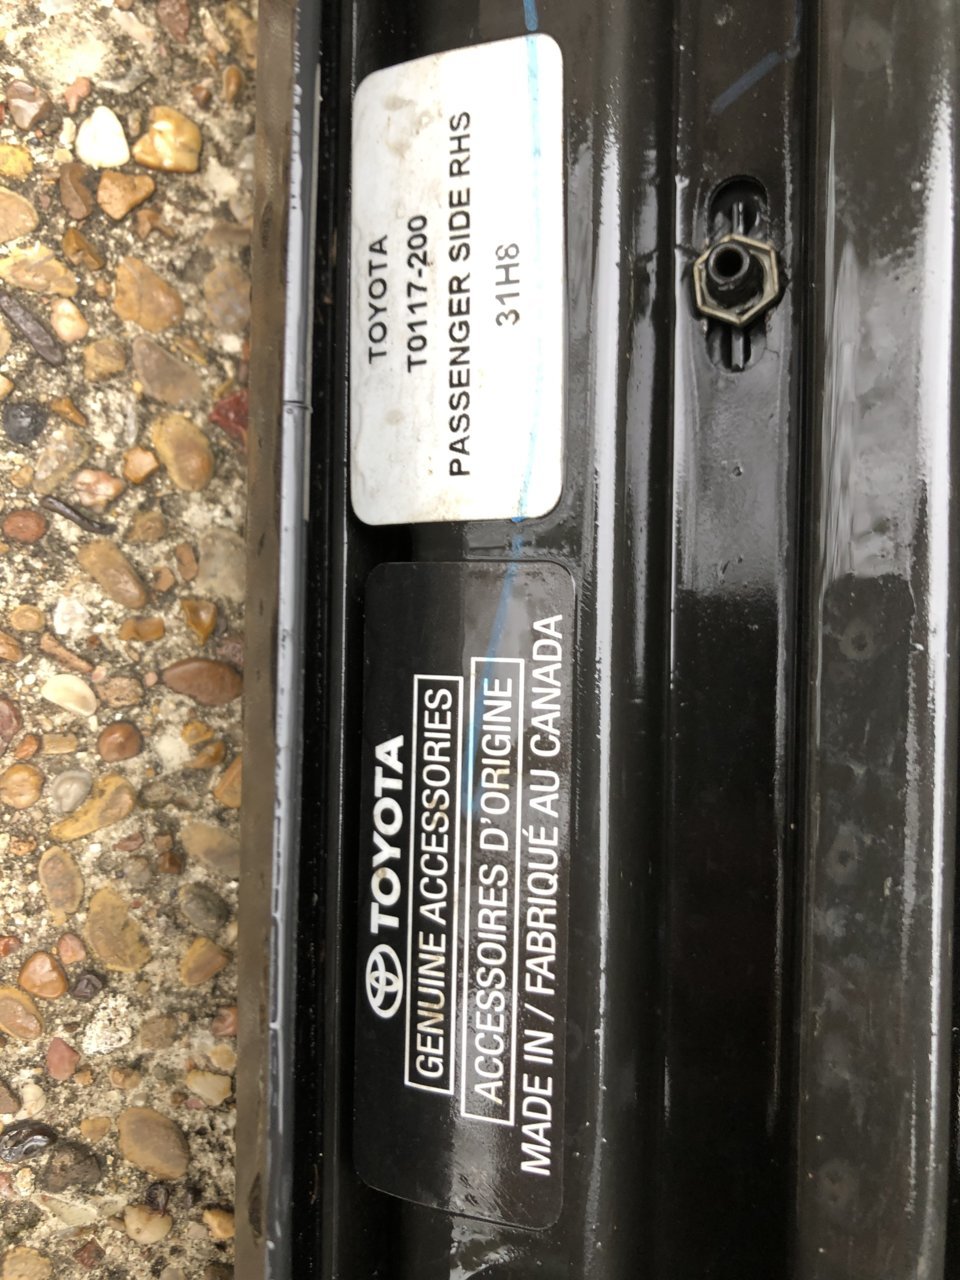 TOYOTA
T0117-200
PASSENGER SIDE RHS
31H8
TOYOTA
GENUINE ACCESSORIES
ACCESSOIRES D'ORIGINE
MADE IN / FABRIQUÉ AU CANADA